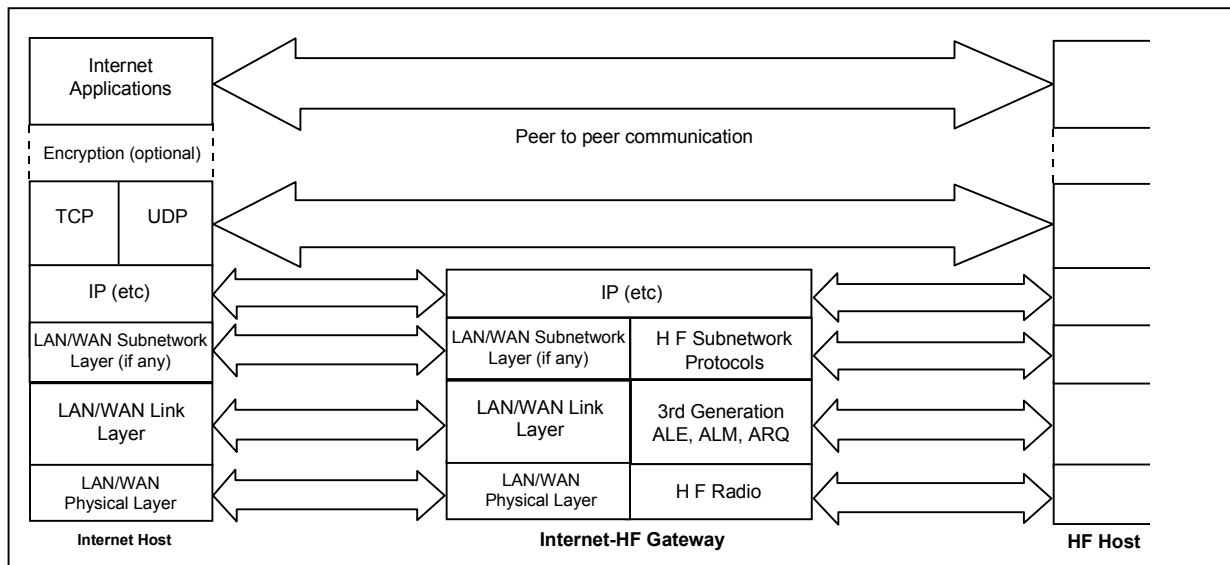 Internet
Applications
Peer to peer communication
Encryption (optional)
TCP
UDP
IP (etc)
IP (etc)
LAN/WAN Subnetwork
Layer (if any)
LAN/WAN Subnetwork
Layer (if any)
H F Subnetwork
Protocols
LAN/WAN Link
Layer
LAN/WAN Link
Layer
3rd Generation
ALE, ALM, ARQ
LAN/WAN
Physical Layer
LAN/WAN
Physical Layer
H F Radio
Internet Host
Internet-HF Gateway
HF Host